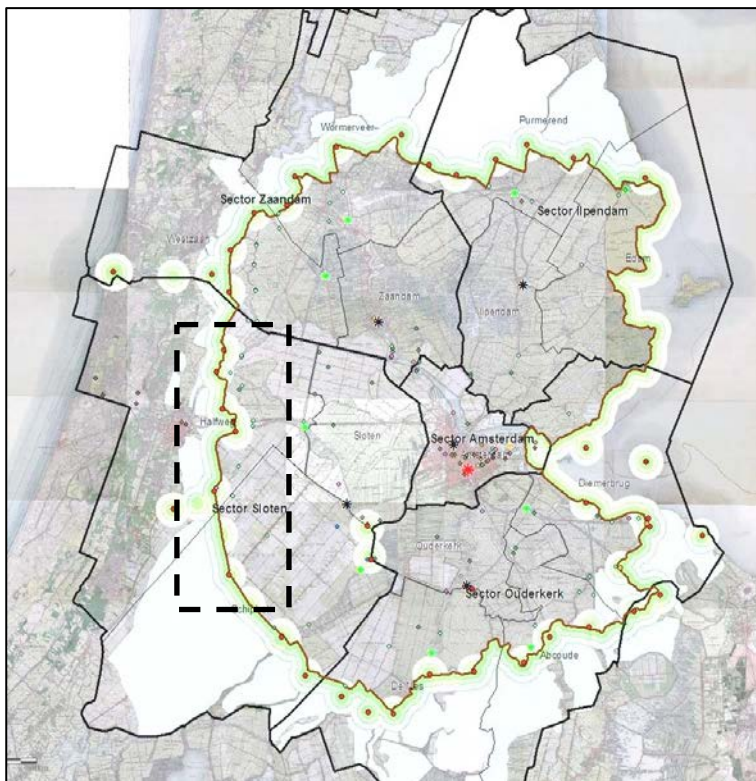 Wormerveer
Purmerend
Sector Zaandam
Sector Ilpendam
Westzaan
Edam
Zaandam
Ilpendam
Halfweg
Sloten
Sector Amsterdam
Diemerbrug
Sector Sloten
Ouderkerk
Sector Ouderkerk
Abcoude